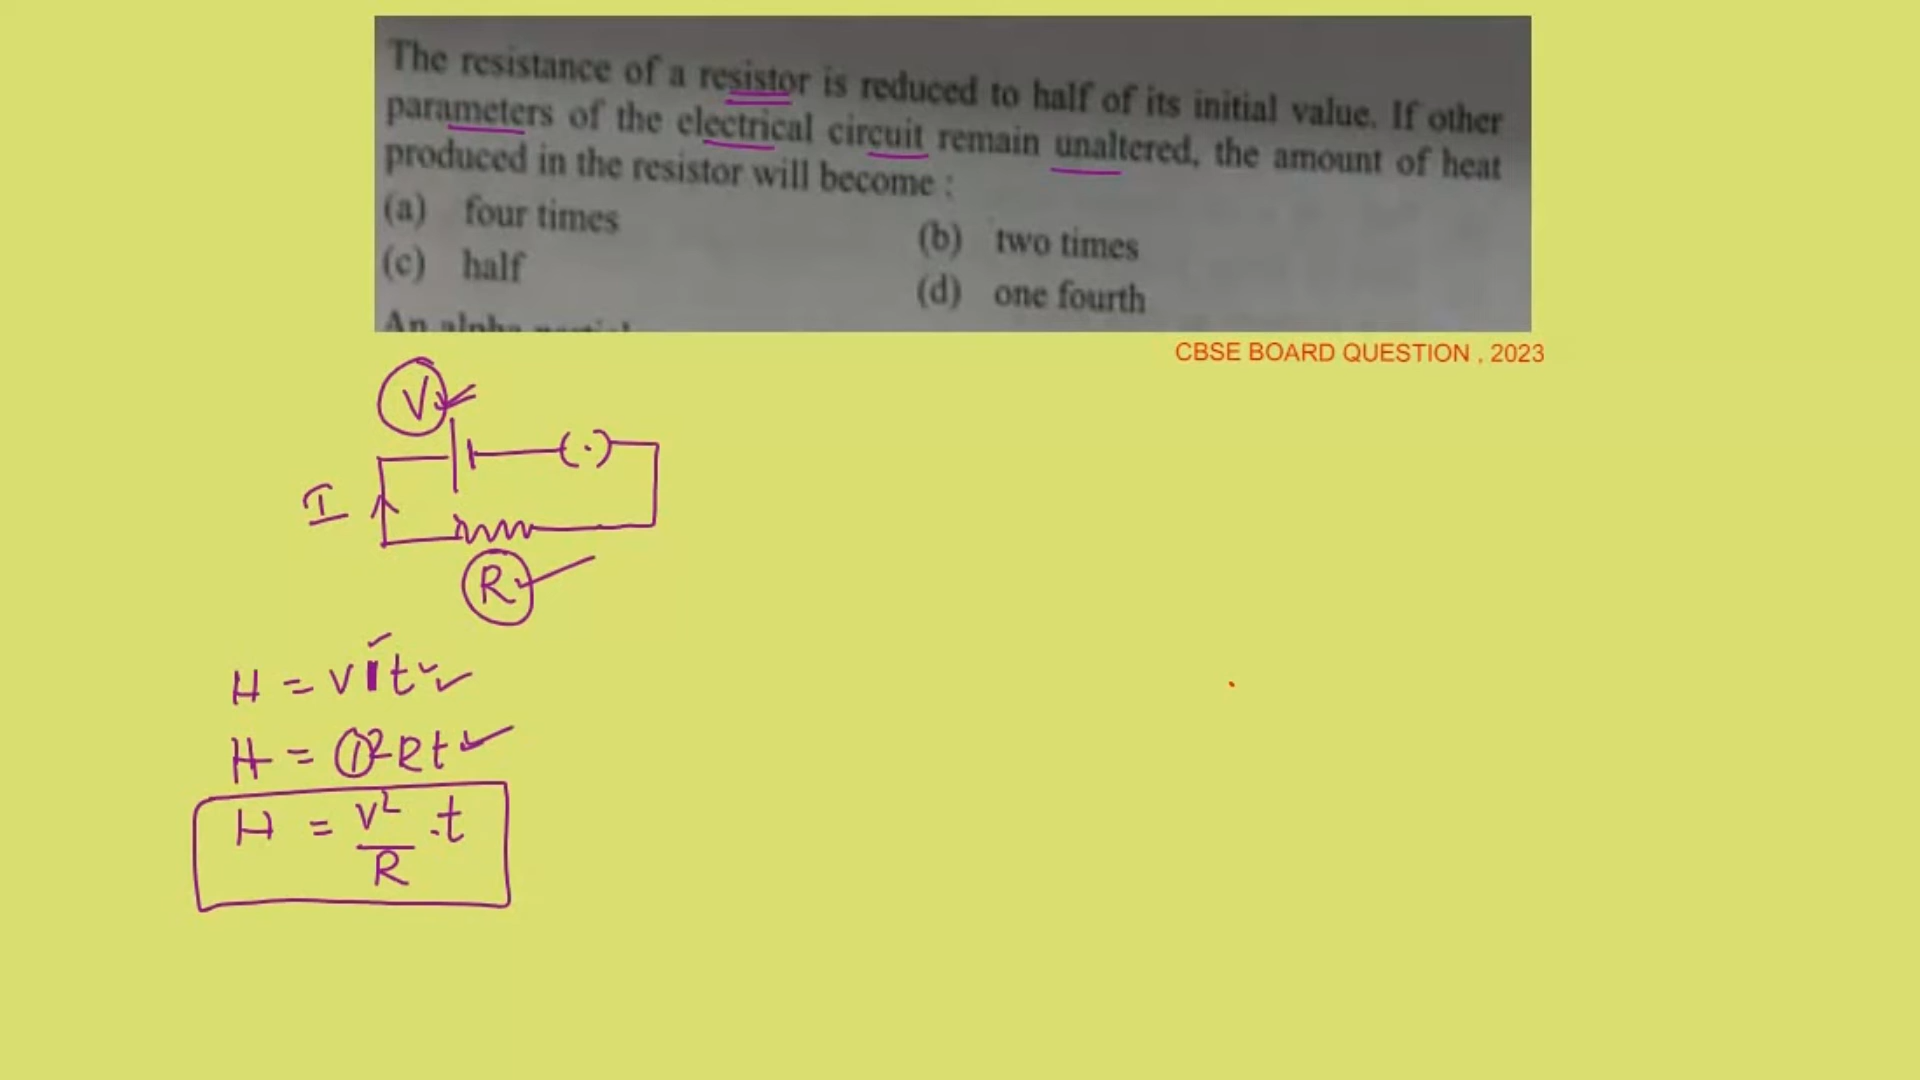 The resistance of a resistor is reduced to half of its initial value. If other
parameters of the electrical circuit remain unaltered, the amount of heat
produced in the resistor will become :
(a) four times
(b) two times
(c) half
(d) one fourth
An alpha
CBSE BOARD QUESTION , 2023
V
I
R
H = VIt
H = I²Rt
H = V²/R .t